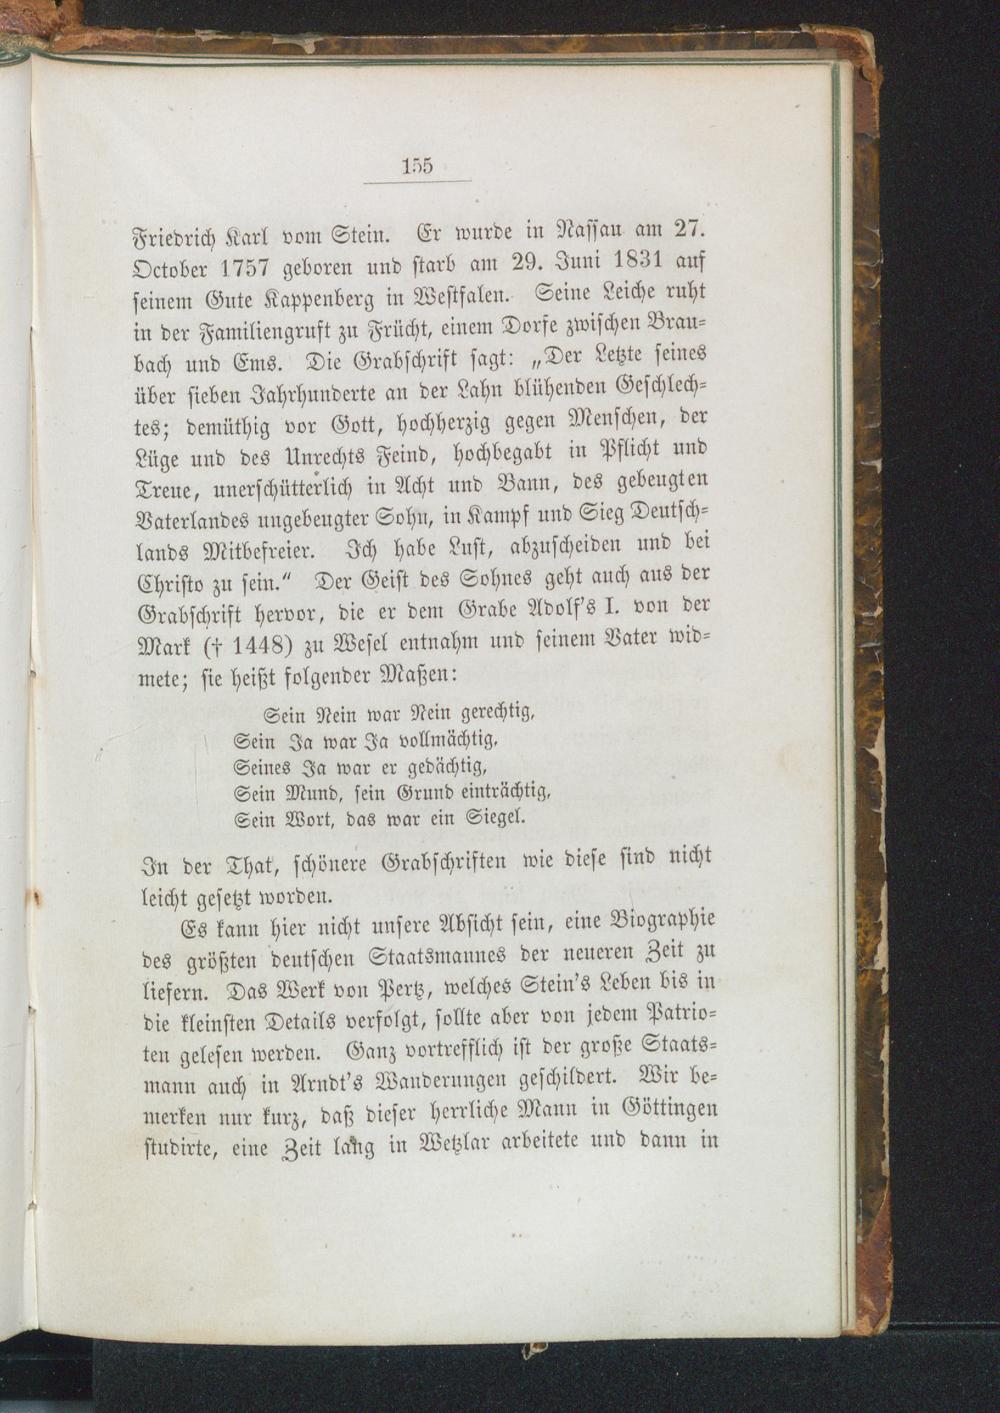 155
Friedrich Karl vom Stein. Er wurde in Nassau am 27.
October 1757 geboren und starb am 29. Juni 1831 auf
seinem Gute Kappenberg in Westfalen. Seine Leiche ruht
in der Familiengruft zu Frücht, einem Dorfe zwischen Brau-
bach und Ems. Die Grabschrift sagt: „Der Letzte seines
über sieben Jahrhunderte an der Lahn blühenden Geschlech-
tes; demüthig vor Gott, hochherzig gegen Menschen, der
Lüge und des Unrechts Feind, hochbegabt in Pflicht und
Treue, unerschütterlich in Acht und Bann, des gebeugten
Vaterlandes ungebeugter Sohn, in Kampf und Sieg Deutsch-
lands Mitbefreier. Ich habe Lust, abzuscheiden und bei
Christo zu sein.“ Der Geist des Sohnes geht auch aus der
Grabschrift hervor, die er dem Grabe Adolf's I. von der
Mark († 1448) zu Wesel entnahm und seinem Vater wid-
mete; sie heißt folgender Maßen:
Sein Nein war Nein gerechtig,
Sein Ja war Ja vollmächtig,
Seines Ja war er gedächtig,
Sein Mund, sein Grund einträchtig,
Sein Wort, das war ein Siegel.
In der That, schönere Grabschriften wie diese sind nicht
leicht gesetzt worden.
Es kann hier nicht unsere Absicht sein, eine Biographie
des größten deutschen Staatsmannes der neueren Zeit zu
liefern. Das Werk von Pertz, welches Stein's Leben bis in
die kleinsten Details verfolgt, sollte aber von jedem Patrio-
ten gelesen werden. Ganz vortrefflich ist der große Staats-
mann auch in Arndt's Wanderungen geschildert. Wir be-
merken nur kurz, daß dieser herrliche Mann in Göttingen
studirte, eine Zeit lang in Wetzlar arbeitete und dann in